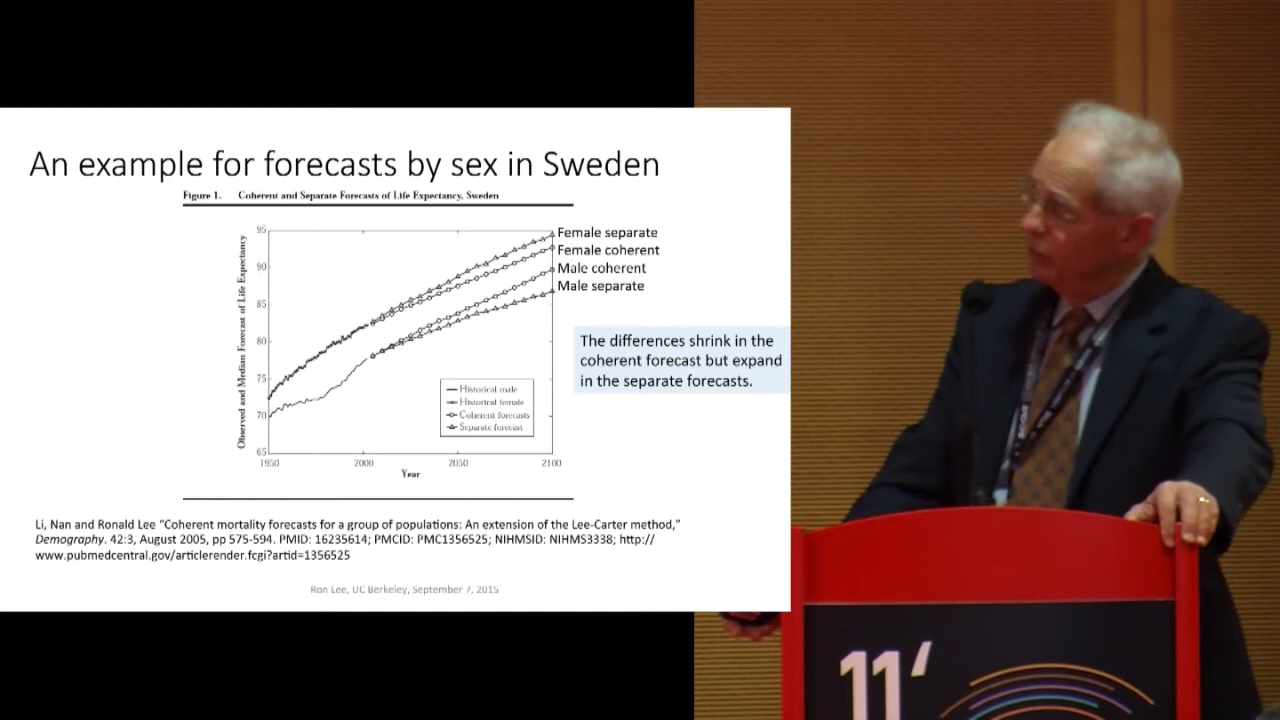 An example for forecasts by sex in Sweden
Figure 1. Coherent and Separate Forecasts of Life Expectancy, Sweden
Observed and Median Forecast of Life Expectancy
95
90
85
80
75
70
65
1950
2000
2050
2100
Year
Female separate
Female coherent
Male coherent
Male separate
Historical male
Historical female
Coherent forecasts
Separate forecast
The differences shrink in the
coherent forecast but expand
in the separate forecasts.
Li, Nan and Ronald Lee “Coherent mortality forecasts for a group of populations: An extension of the Lee-Carter method,”
Demography. 42:3, August 2005, pp 575-594. PMID: 16235614; PMCID: PMC1356525; NIHMSID: NIHMS3338; http://
www.pubmedcentral.gov/articlerender.fcgi?artid=1356525
Ron Lee, UC Berkeley, September 7, 2015
11‘